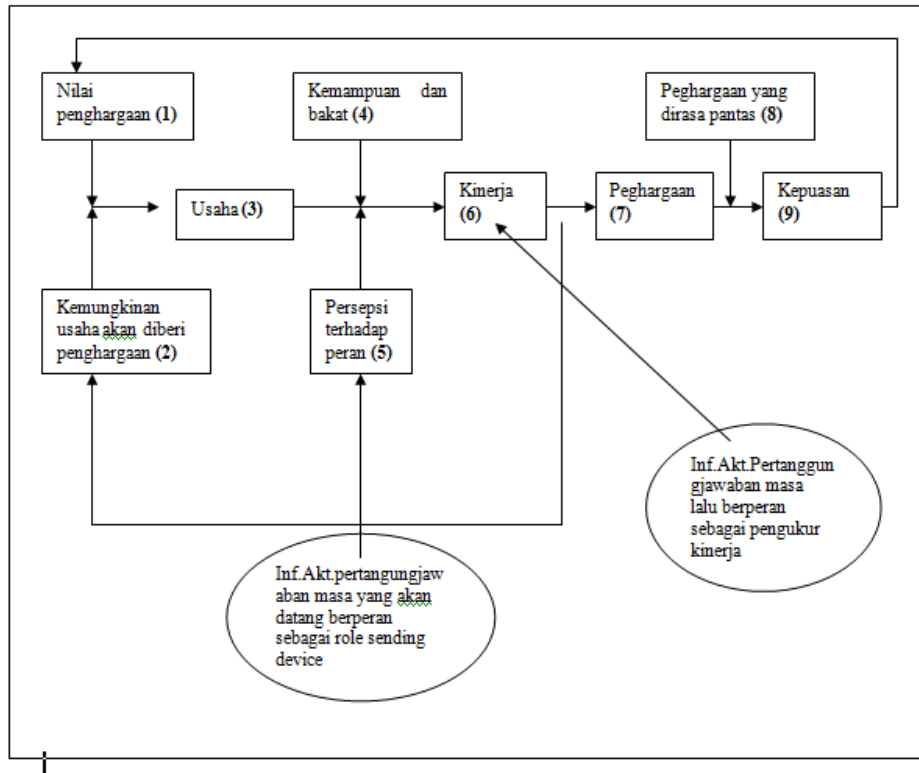 Nilai
penghargaan (1)
Kemampuan dan
bakat (4)
Peghargaan yang
dirasa pantas (8)
Usaha (3)
Kinerja
(6)
Peghargaan
(7)
Kepuasan
(9)
Kemungkinan
usaha akan diberi
penghargaan (2)
Persepsi
terhadap
peran (5)
Inf.Akt.Pertanggun
gjawaban masa
lalu berperan
sebagai pengukur
kinerja
Inf.Akt.pertangungjaw
aban masa yang akan
datang berperan
sebagai role sending
device